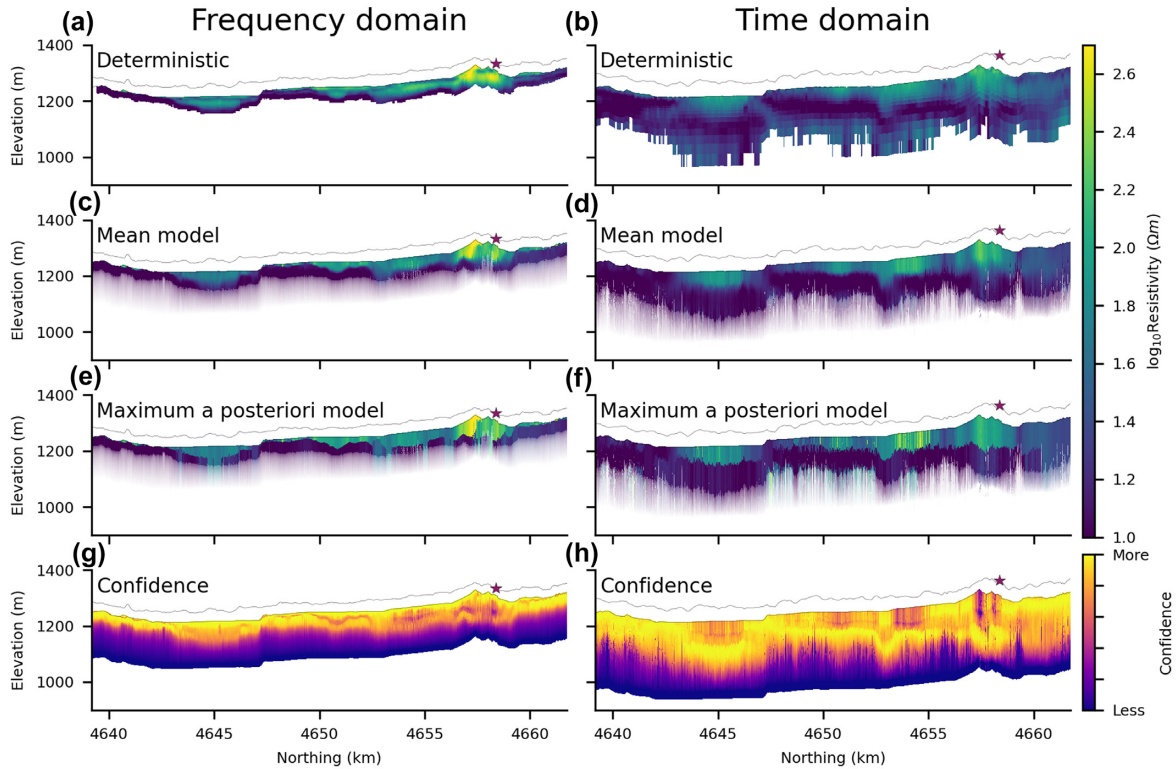 Frequency domain
Time domain
(a)
(b)
1400
1200
1000
Elevation (m)
Deterministic
Deterministic
(c)
(d)
1400
1200
1000
Elevation (m)
Mean model
Mean model
(e)
(f)
1400
1200
1000
Elevation (m)
Maximum a posteriori model
Maximum a posteriori model
(g)
(h)
1400
1200
1000
Elevation (m)
Confidence
Confidence
4640 4645 4650 4655 4660
Northing (km)
4640 4645 4650 4655 4660
Northing (km)
2.6
2.4
2.2
2.0
1.8
1.6
1.4
1.2
1.0
log₁₀Resistivity (Ωm)
More
Less
Confidence